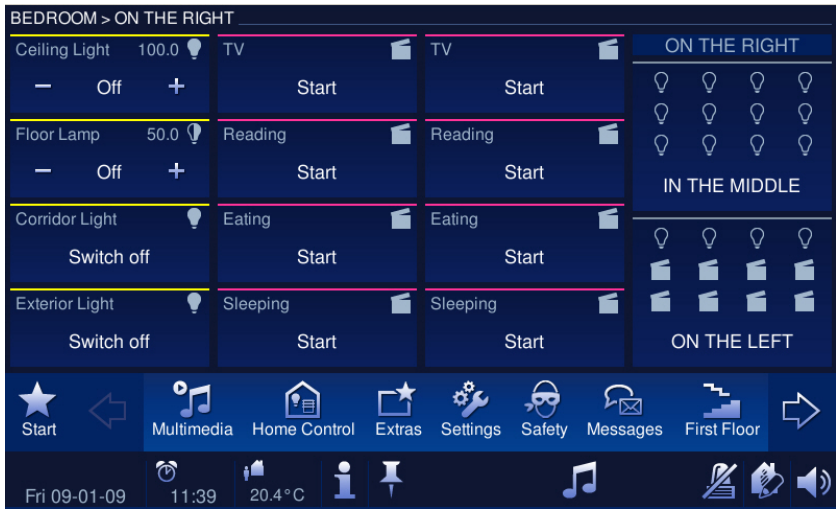 BEDROOM > ON THE RIGHT
Ceiling Light 100.0
- Off +
TV
Start
TV
Start
ON THE RIGHT
Floor Lamp 50.0
- Off +
Reading
Start
Reading
Start
IN THE MIDDLE
Corridor Light
Switch off
Eating
Start
Eating
Start
Exterior Light
Switch off
Sleeping
Start
Sleeping
Start
ON THE LEFT
Start
Multimedia
Home Control
Extras
Settings
Safety
Messages
First Floor
Fri 09-01-09
11:39
20.4°C